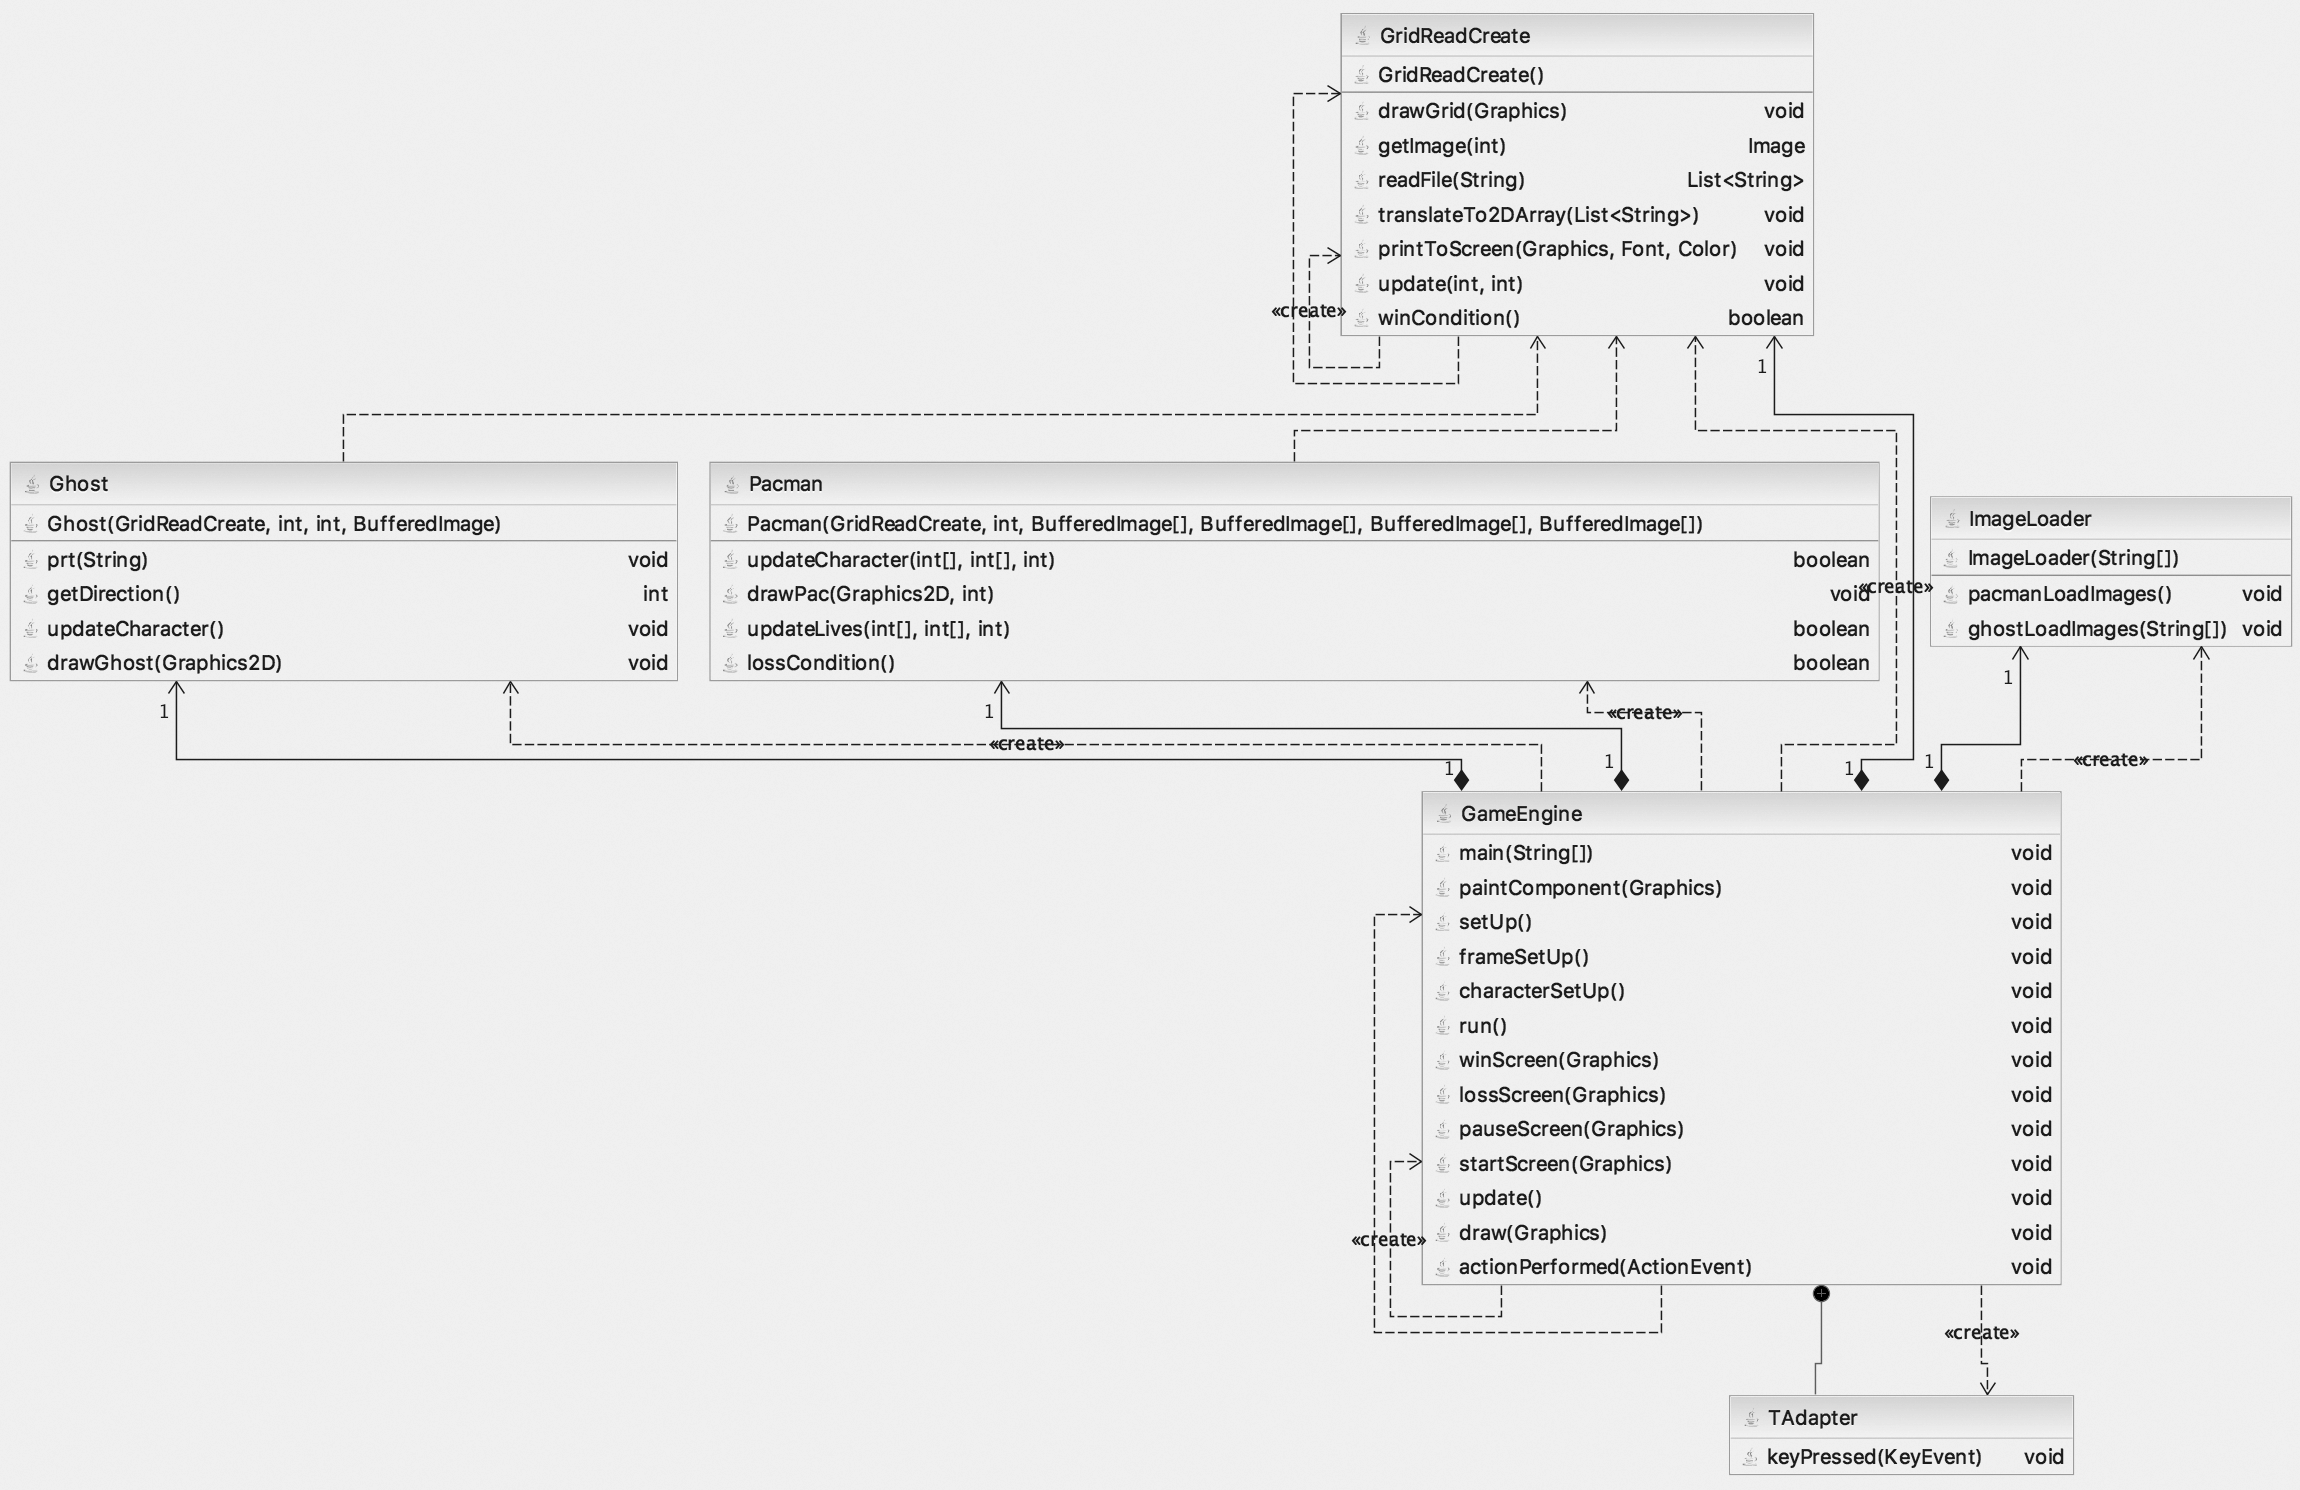 GridReadCreate
GridReadCreate()
drawGrid(Graphics) void
getImage(int) Image
readFile(String) List<String>
translateTo2DArray(List<String>) void
printToScreen(Graphics, Font, Color) void
update(int, int) void
«create» winCondition() boolean
1
Ghost
Ghost(GridReadCreate, int, int, BufferedImage)
prt(String) void
getDirection() int
updateCharacter() void
drawGhost(Graphics2D) void
Pacman
Pacman(GridReadCreate, int, BufferedImage[], BufferedImage[], BufferedImage[], BufferedImage[])
updateCharacter(int[], int[], int) boolean
drawPac(Graphics2D, int) void
updateLives(int[], int[], int) boolean
lossCondition() boolean
«create»
ImageLoader
ImageLoader(String[])
pacmanLoadImages() void
ghostLoadImages(String[]) void
1
1
1
«create»
«create»
1
1
1
1
«create»
GameEngine
main(String[]) void
paintComponent(Graphics) void
setUp() void
frameSetUp() void
characterSetUp() void
run() void
winScreen(Graphics) void
lossScreen(Graphics) void
pauseScreen(Graphics) void
startScreen(Graphics) void
update() void
draw(Graphics) void
«create»
actionPerformed(ActionEvent) void
«create»
TAdapter
keyPressed(KeyEvent) void